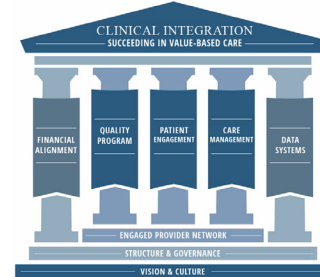 CLINICAL INTEGRATION
SUCCEEDING IN VALUE-BASED CARE
FINANCIAL
ALIGNMENT
QUALITY
PROGRAM
PATIENT
ENGAGEMENT
CARE
MANAGEMENT
DATA
SYSTEMS
ENGAGED PROVIDER NETWORK
STRUCTURE & GOVERNANCE
VISION & CULTURE